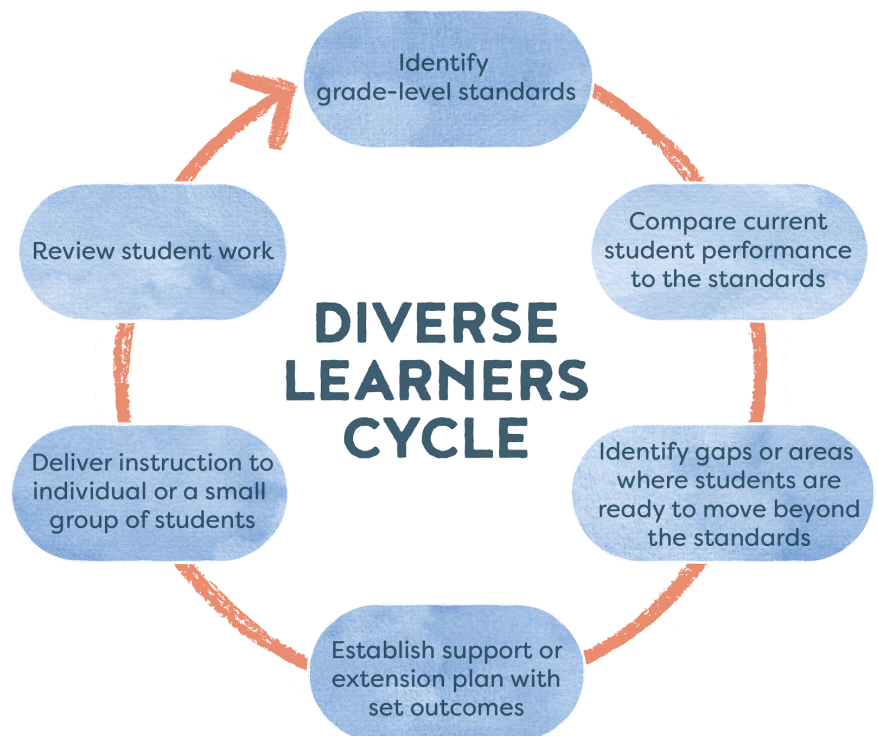 Identify
grade-level standards
Compare current
student performance
to the standards
Identify gaps or areas
where students are
ready to move beyond
the standards
Establish support or
extension plan with
set outcomes
Deliver instruction to
individual or a small
group of students
Review student work
DIVERSE
LEARNERS
CYCLE